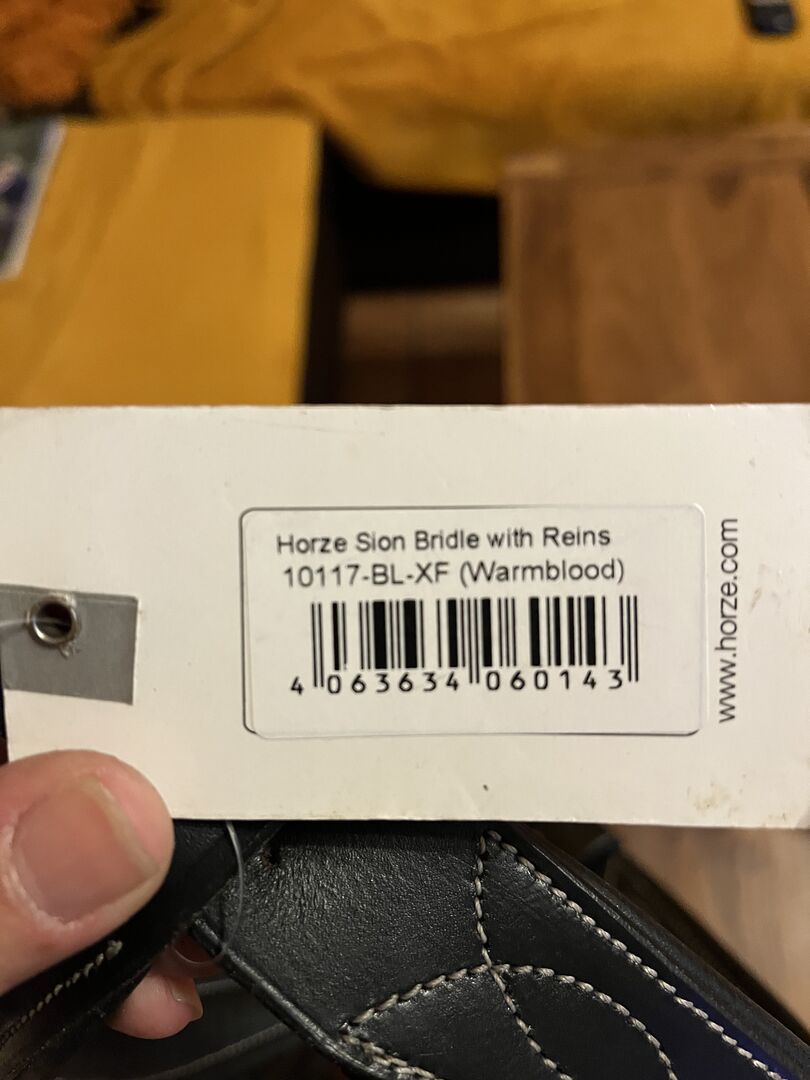 Horze Sion Bridle with Reins
10117-BL-XF (Warmblood)
4 063634 060143
www.horze.com